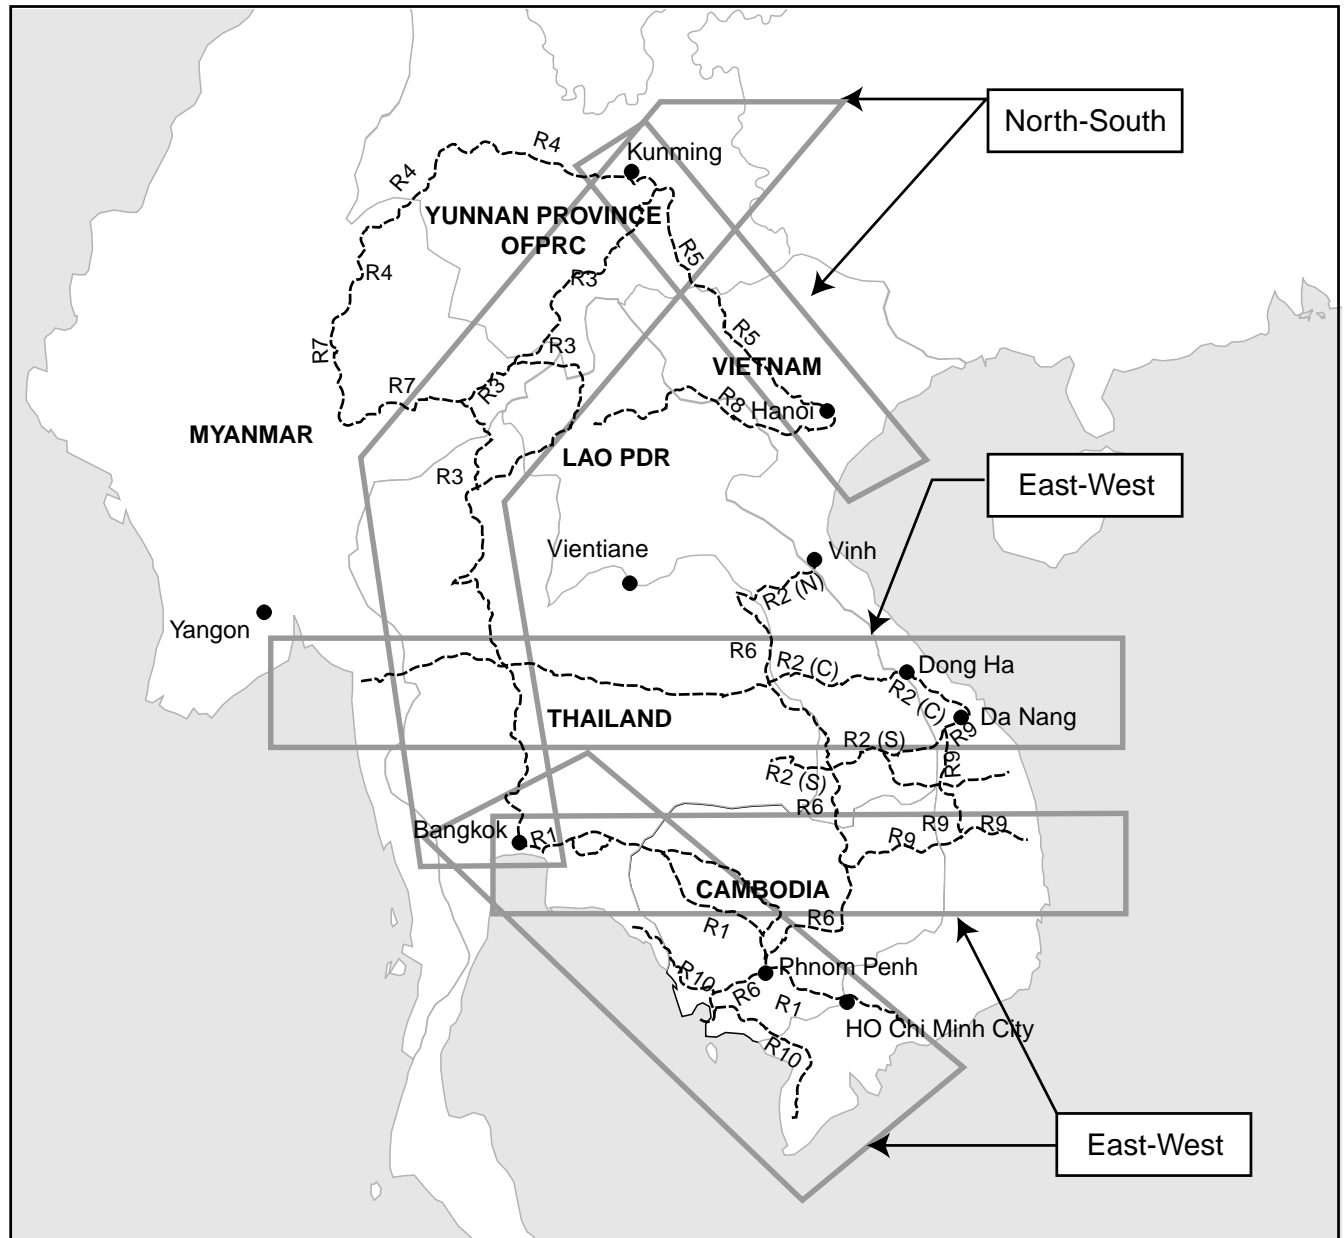 North-South
R4
Kunming
R4
YUNNAN PROVINCE
OFPRC
R5
R4
R3
R5
R7
R3
VIETNAM
R7
R3
R8
Hanoi
MYANMAR
LAO PDR
R3
East-West
Vientiane
Vinh
R2 (N)
Yangon
R6
R2 (C)
Dong Ha
R2 (C)
THAILAND
Da Nang
R9
R2 (S)
R9
R2 (S)
R6
Bangkok
R1
R9
R9
R9
CAMBODIA
R1
R6
Phnom Penh
R10
R6
R1
HO Chi Minh City
R10
East-West